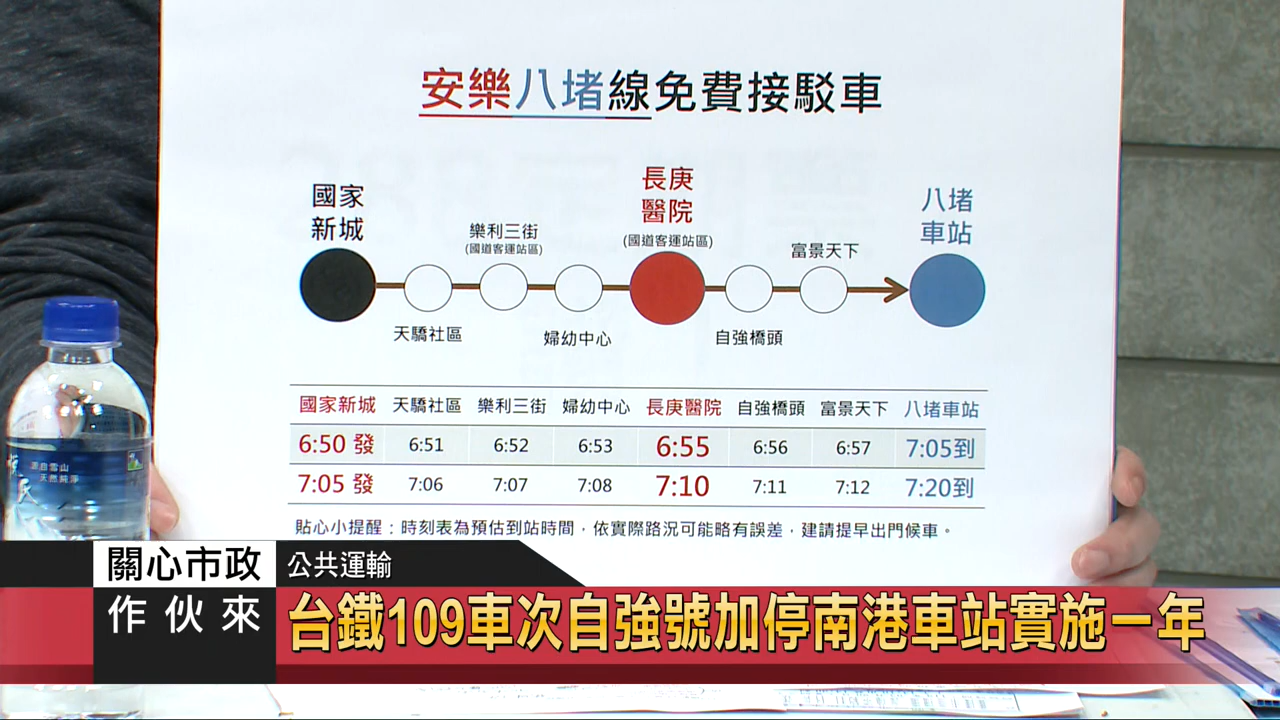 安樂八堵線免費接駁車
國家
新城
樂利三街
(國道客運站區)
長庚
醫院
(國道客運站區)
富景天下
八堵
車站
天驕社區
婦幼中心
自強橋頭
國家新城 天驕社區 樂利三街 婦幼中心 長庚醫院 自強橋頭 富景天下 八堵車站
6:50 發 6:51 6:52 6:53 6:55 6:56 6:57 7:05到
7:05 發 7:06 7:07 7:08 7:10 7:11 7:12 7:20到
貼心小提醒：時刻表為預估到站時間，依實際路況可能略有誤差，建請提早出門候車。
源自雪山
天然純淨
關心市政 公共運輸
作伙來 台鐵109車次自強號加停南港車站實施一年